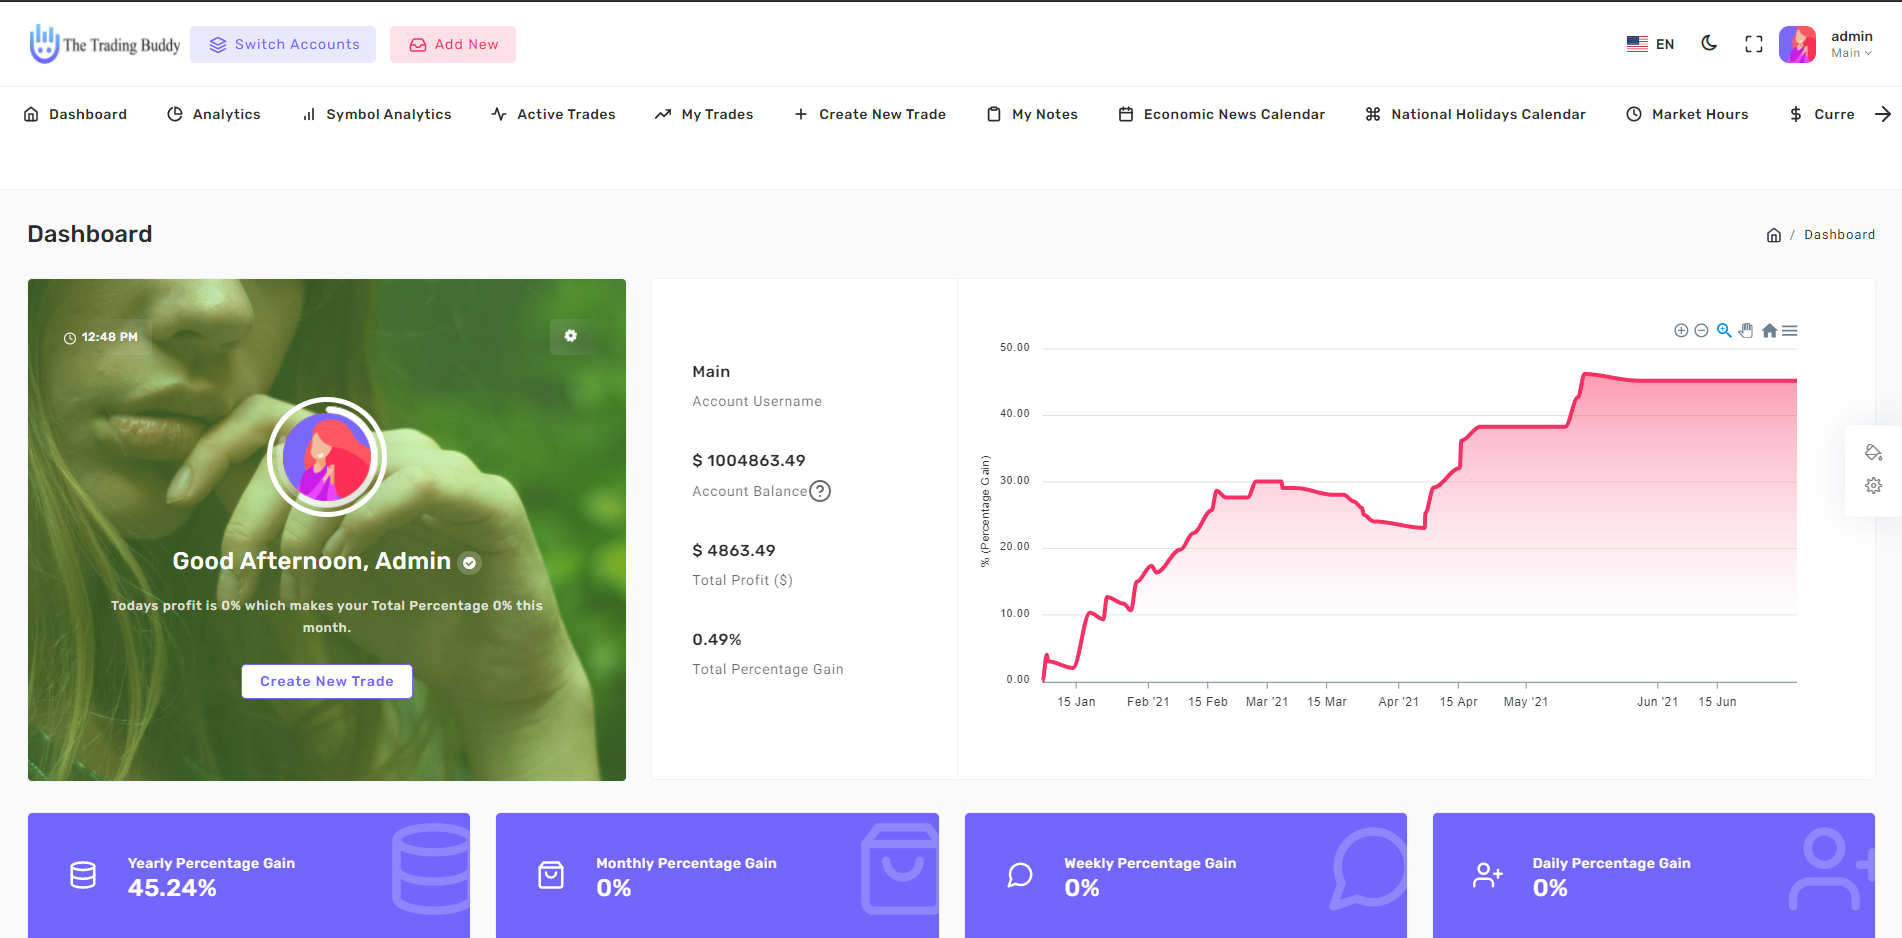 The Trading Buddy
Switch Accounts
Add New
EN
admin
Main
Dashboard
Analytics
Symbol Analytics
Active Trades
My Trades
Create New Trade
My Notes
Economic News Calendar
National Holidays Calendar
Market Hours
Curre
Dashboard
/ Dashboard
12:48 PM
Good Afternoon, Admin
Todays profit is 0% which makes your Total Percentage 0% this
month.
Create New Trade
Main
Account Username
$ 1004863.49
Account Balance
$ 4863.49
Total Profit ($)
0.49%
Total Percentage Gain
% (Percentage Gain)
50.00
40.00
30.00
20.00
10.00
0.00
15 Jan
Feb '21
15 Feb
Mar '21
15 Mar
Apr '21
15 Apr
May '21
Jun '21
15 Jun
Yearly Percentage Gain
45.24%
Monthly Percentage Gain
0%
Weekly Percentage Gain
0%
Daily Percentage Gain
0%